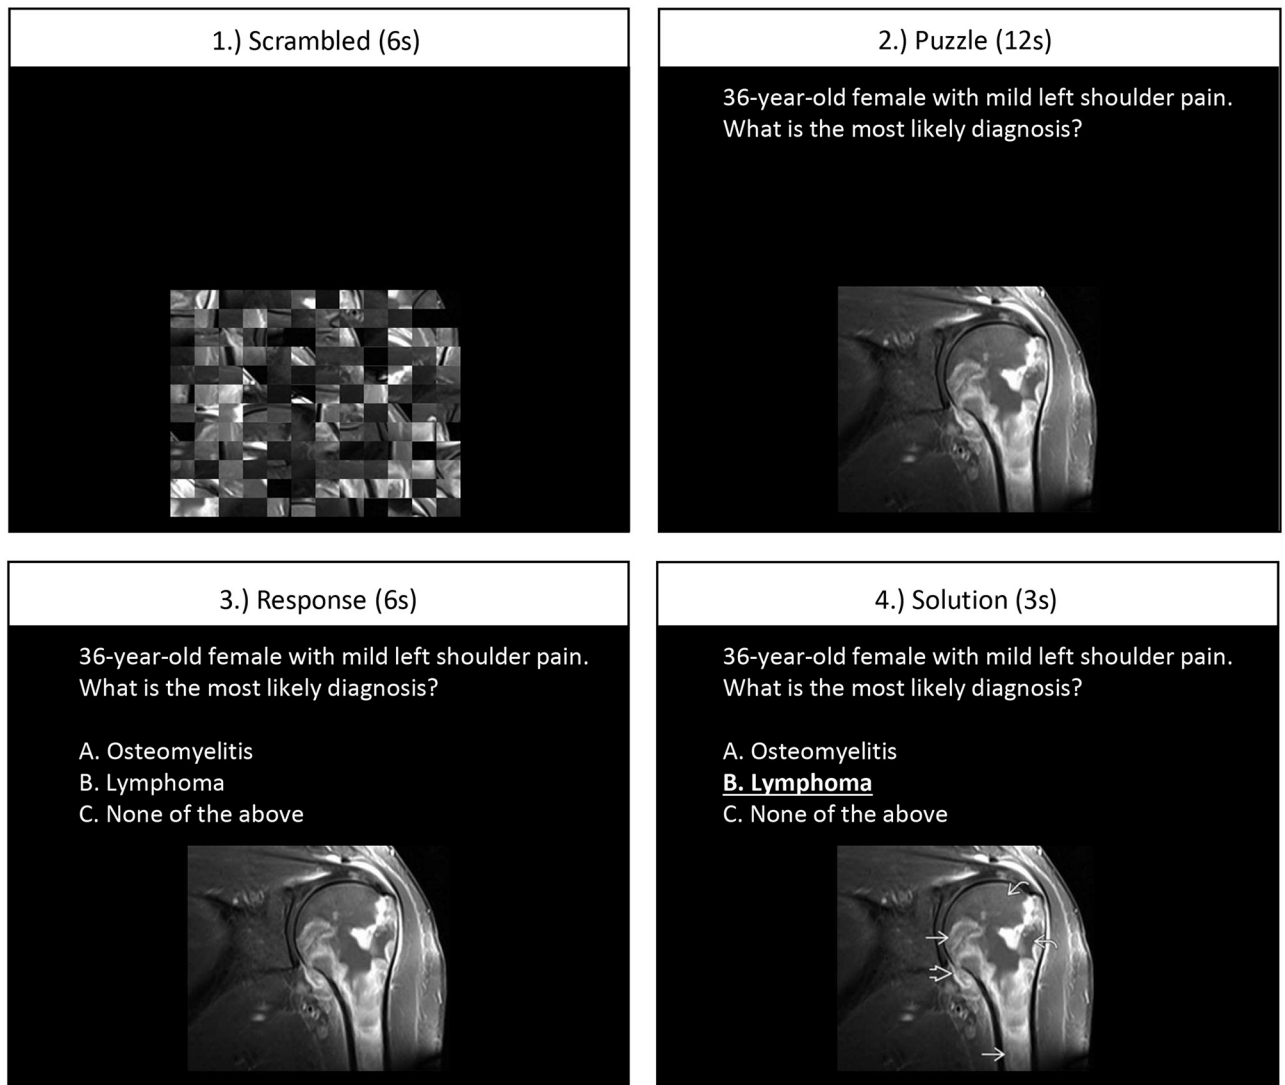 1.) Scrambled (6s)
2.) Puzzle (12s)
36-year-old female with mild left shoulder pain.
What is the most likely diagnosis?
3.) Response (6s)
36-year-old female with mild left shoulder pain.
What is the most likely diagnosis?
A. Osteomyelitis
B. Lymphoma
C. None of the above
4.) Solution (3s)
36-year-old female with mild left shoulder pain.
What is the most likely diagnosis?
A. Osteomyelitis
B. Lymphoma
C. None of the above